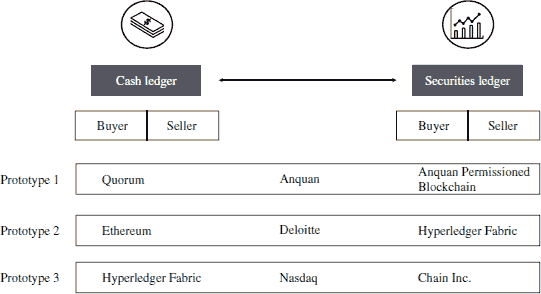 $
Cash ledger
Securities ledger
Buyer Seller
Buyer Seller
Prototype 1
Quorum
Anquan
Anquan Permissioned
Blockchain
Prototype 2
Ethereum
Deloitte
Hyperledger Fabric
Prototype 3
Hyperledger Fabric
Nasdaq
Chain Inc.